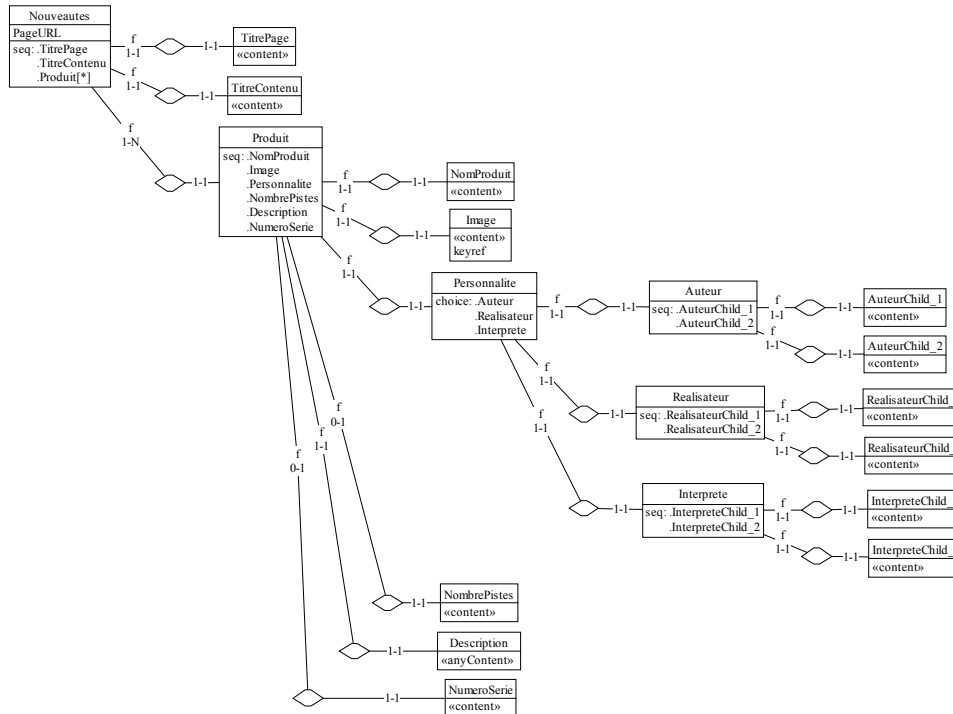 Nouveautes
PageURL
seq: .TitrePage
.TitreContenu
.Produit[*]
f
1-1
1-1
TitrePage
«content»
f
1-1
1-1
TitreContenu
«content»
f
1-N
1-1
Produit
seq: .NomProduit
.Image
.Personnalite
.NombrePistes
.Description
.NumeroSerie
f
1-1
1-1
NomProduit
«content»
f
1-1
1-1
Image
«content»
keyref
f
1-1
1-1
Personnalite
choice: .Auteur
.Realisateur
.Interprete
f
1-1
1-1
Auteur
seq: .AuteurChild_1
.AuteurChild_2
f
1-1
1-1
AuteurChild_1
«content»
f
1-1
1-1
AuteurChild_2
«content»
f
1-1
1-1
Realisateur
seq: .RealisateurChild_1
.RealisateurChild_2
f
1-1
1-1
RealisateurChild_
«content»
f
1-1
1-1
RealisateurChild_
«content»
f
1-1
1-1
Interprete
seq: .InterpreteChild_1
.InterpreteChild_2
f
1-1
1-1
InterpreteChild_
«content»
f
1-1
1-1
InterpreteChild_
«content»
f
0-1
1-1
NombrePistes
«content»
f
1-1
1-1
Description
«anyContent»
f
0-1
1-1
NumeroSerie
«content»